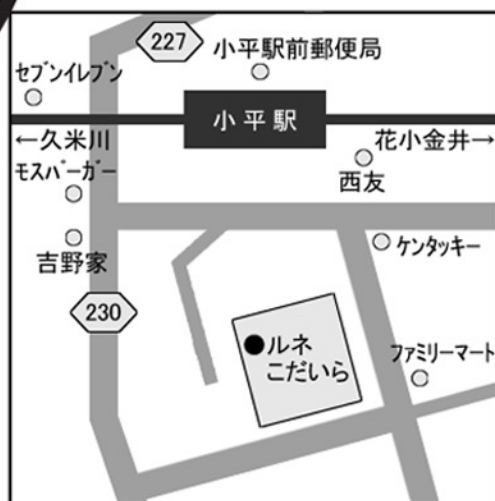 227
小平駅前郵便局
セブンイレブン
小平駅
←久米川
花小金井→
モスバーガー
西友
吉野家
ケンタッキー
230
ルネ
こだいら
ファミリーマート